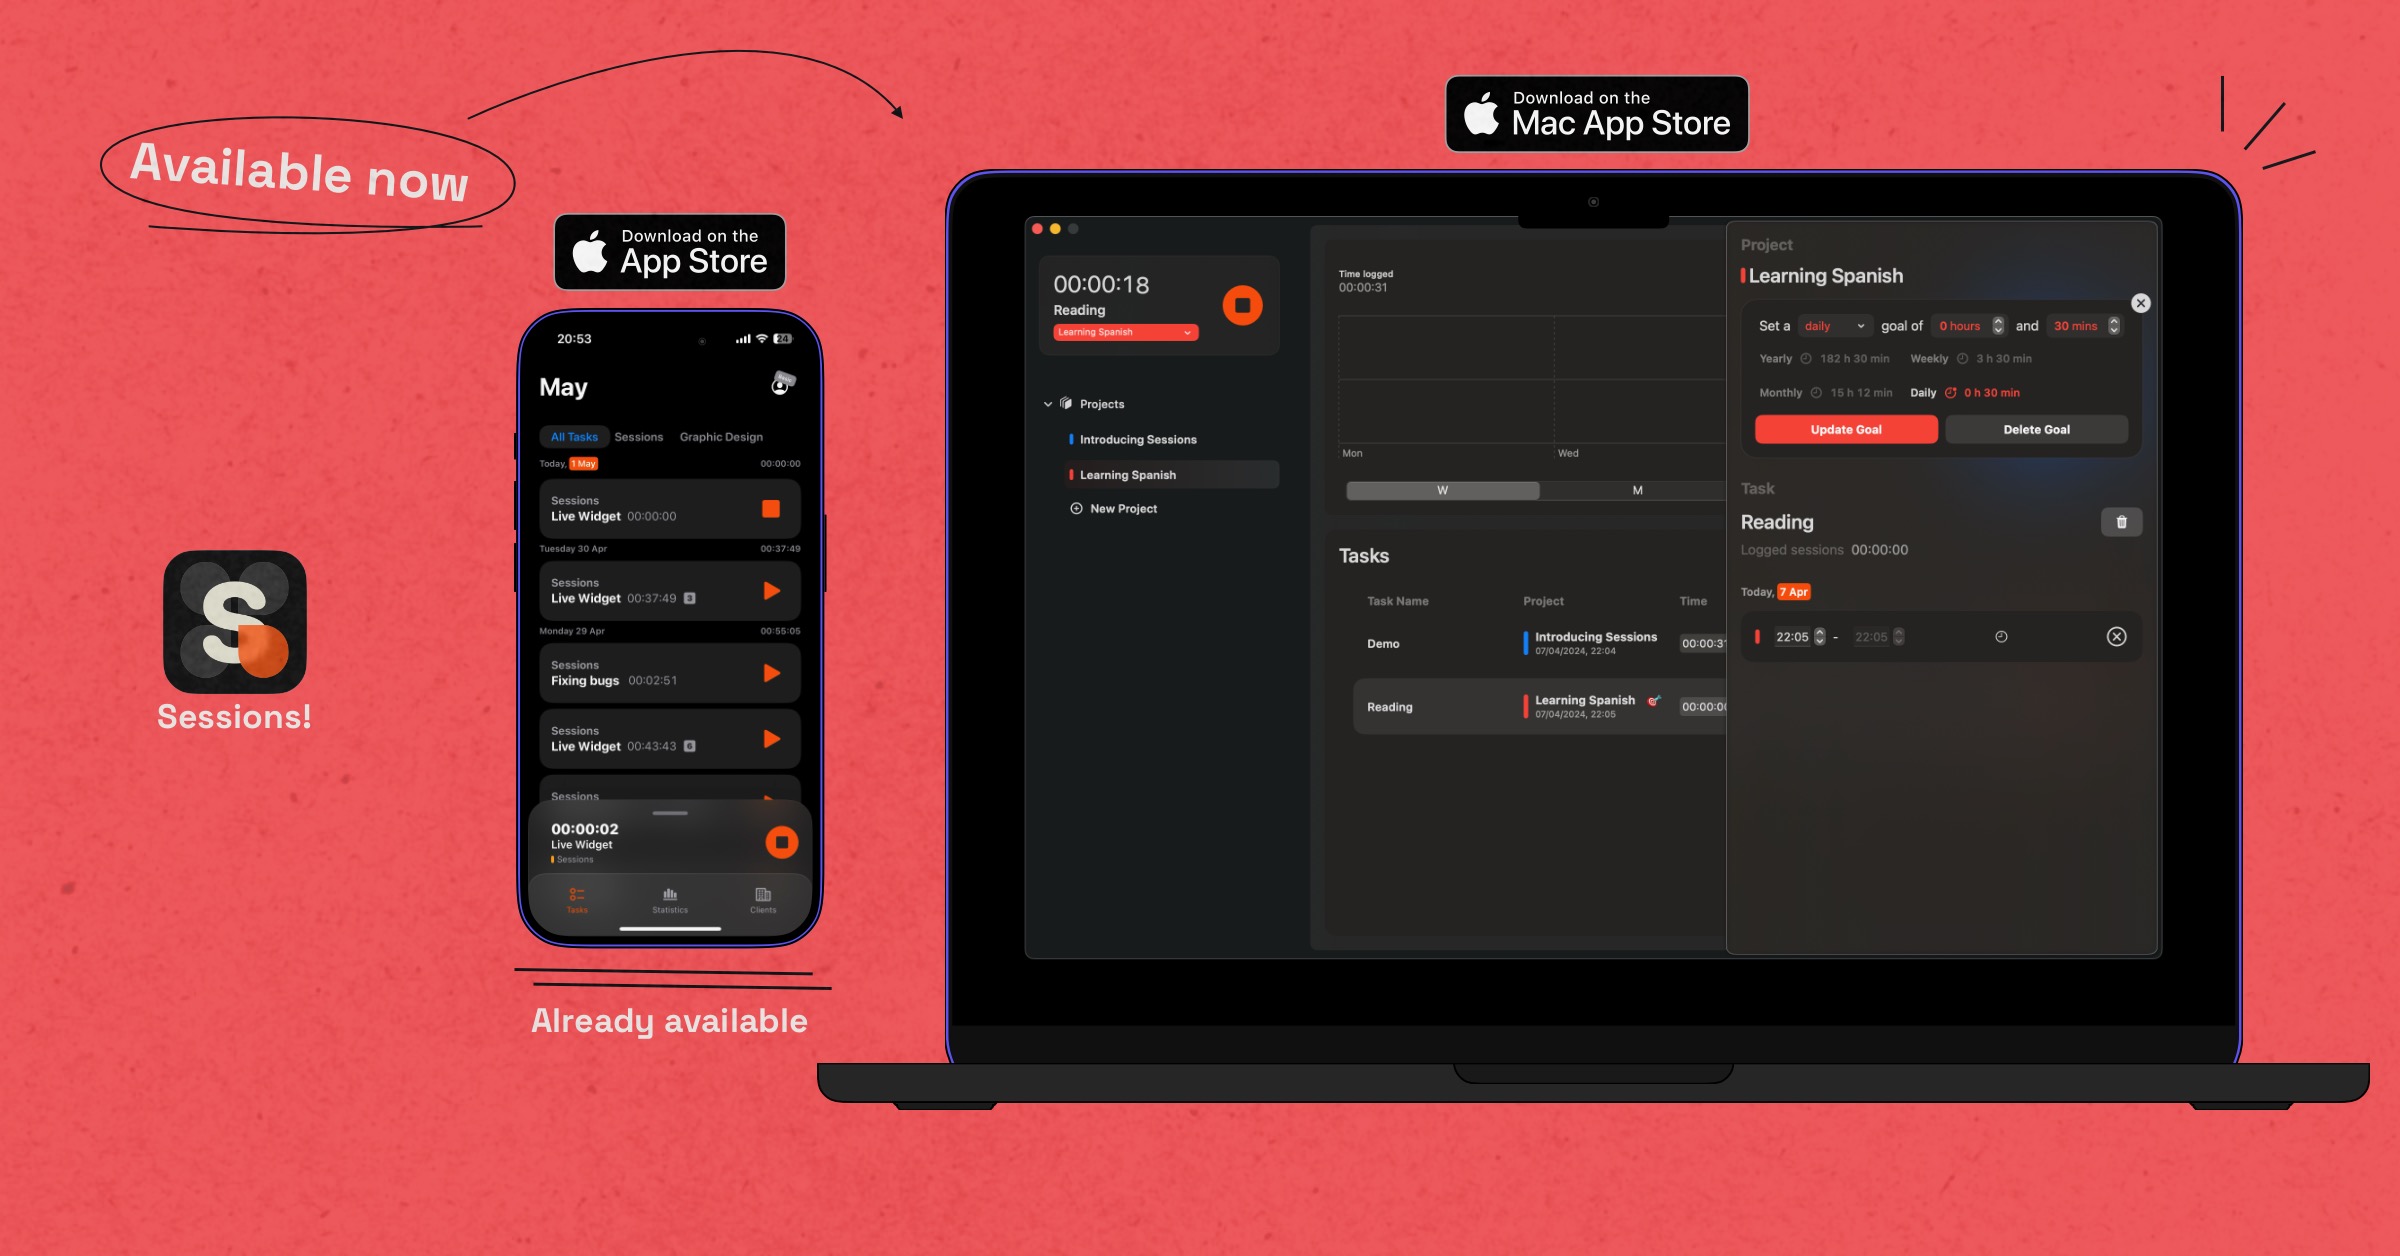 Available now
Download on the
App Store
Download on the
Mac App Store
S
Sessions!
20:53
24
May
All Tasks Sessions Graphic Design
Today, 1 May 00:00:00
Sessions
Live Widget 00:00:00
Tuesday 30 Apr 00:37:49
Sessions
Live Widget 00:37:49 3
Monday 29 Apr 00:55:05
Sessions
Fixing bugs 00:02:51
Sessions
Live Widget 00:43:43 6
Sessions
00:00:02
Live Widget
Sessions
Tasks Statistics Clients
Already available
00:00:18
Reading
Learning Spanish
Projects
Introducing Sessions
Learning Spanish
New Project
Time logged
00:00:31
Mon Wed
W M
Tasks
Task Name Project Time
Demo Introducing Sessions 00:00:31
07/04/2024, 22:04
Reading Learning Spanish 00:00:00
07/04/2024, 22:05
Project
Learning Spanish
Set a daily goal of 0 hours and 30 mins
Yearly 182 h 30 min Weekly 3 h 30 min
Monthly 15 h 12 min Daily 0 h 30 min
Update Goal Delete Goal
Task
Reading
Logged sessions 00:00:00
Today, 7 Apr
22:05 - 22:05